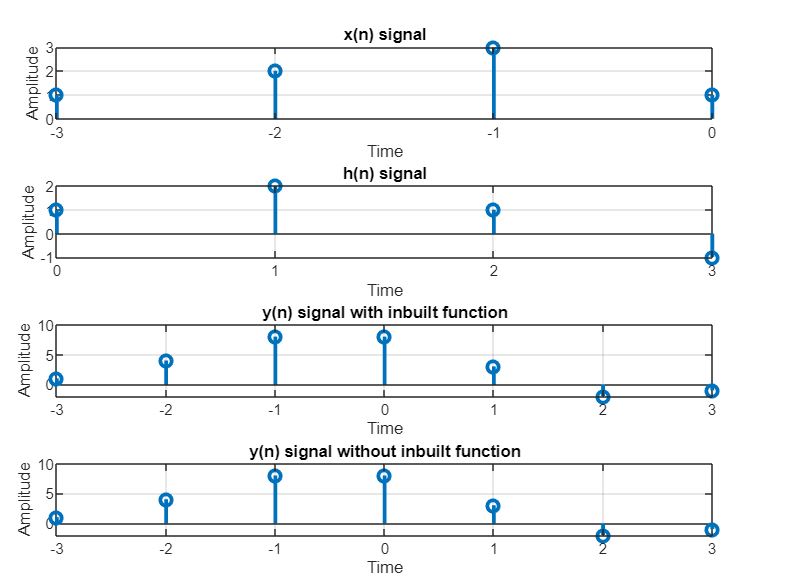 x(n) signal
3
2
0
Amplitude
-3 -2 -1 0
Time
h(n) signal
2
0
-1
Amplitude
0 1 2 3
Time
y(n) signal with inbuilt function
10
5
0
Amplitude
-3 -2 -1 0 1 2 3
Time
y(n) signal without inbuilt function
10
5
0
Amplitude
-3 -2 -1 0 1 2 3
Time